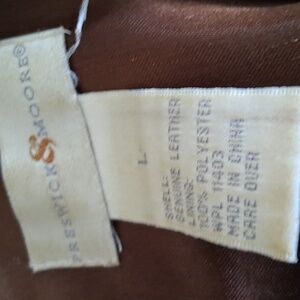 PRESWICK & MOORE®
L
SHELL:
GENUINE LEATHER
LINING:
100% POLYESTER
WPL 11403
MADE IN CHINA
CARE OVER